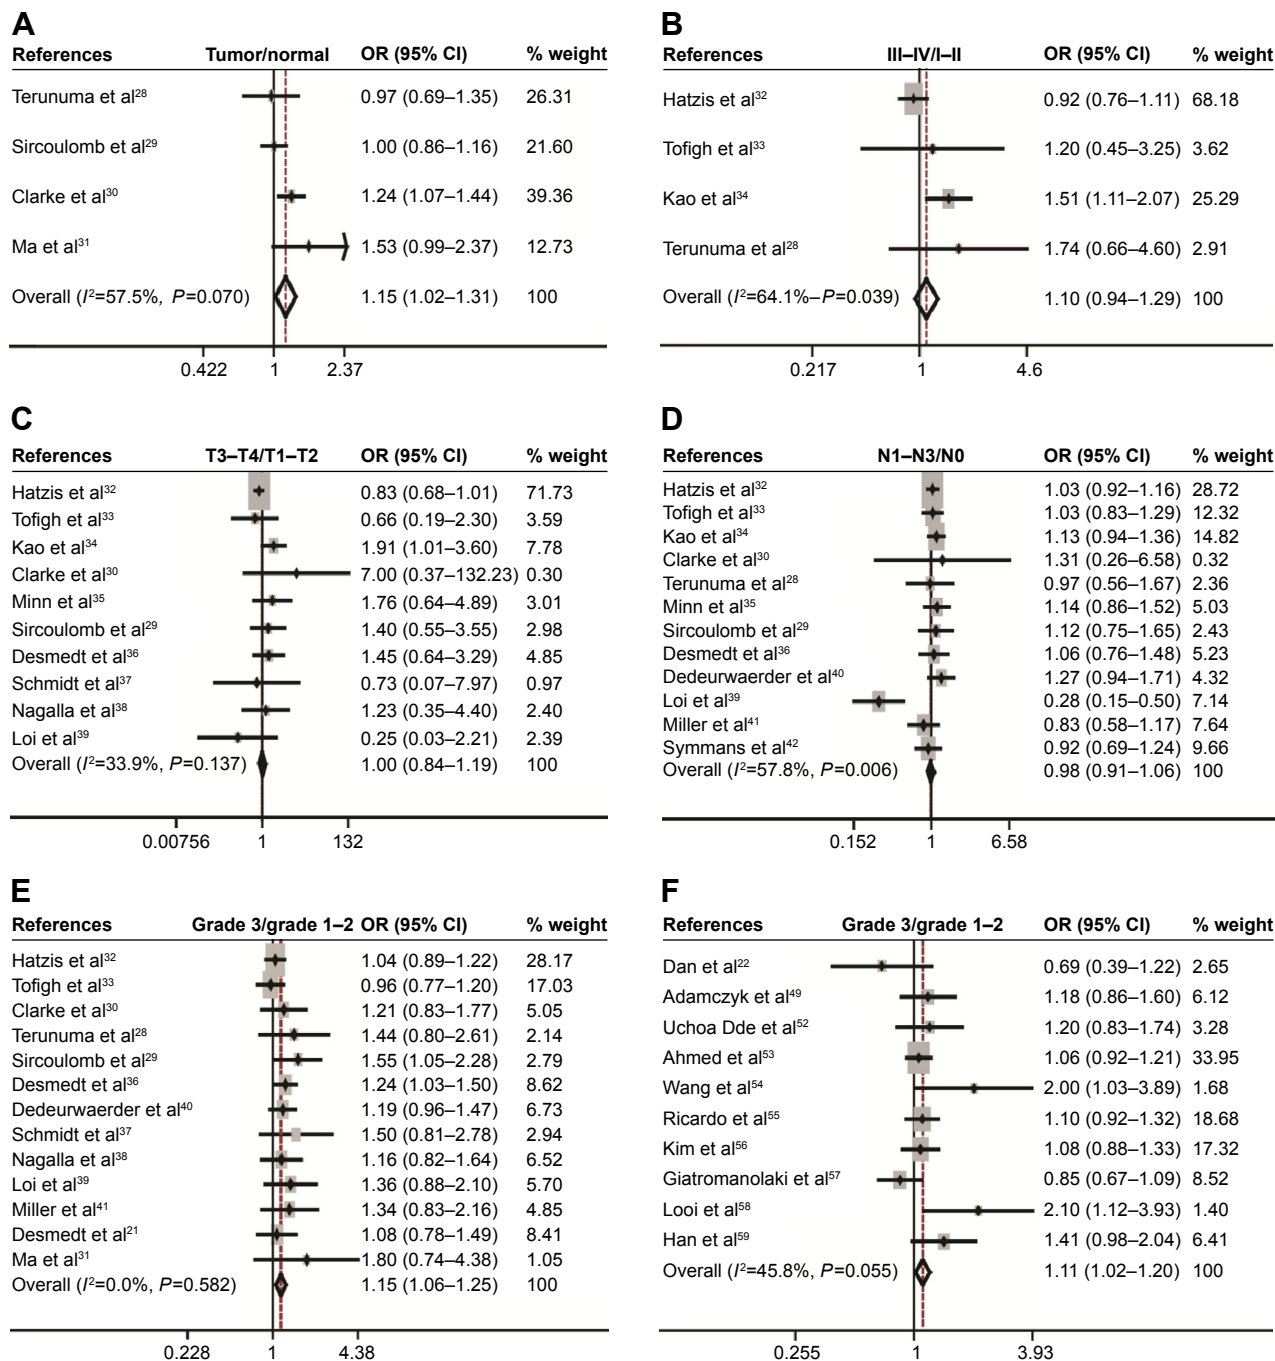 A
References Tumor/normal OR (95% CI) % weight
Terunuma et al28 0.97 (0.69–1.35) 26.31
Sircoulomb et al29 1.00 (0.86–1.16) 21.60
Clarke et al30 1.24 (1.07–1.44) 39.36
Ma et al31 1.53 (0.99–2.37) 12.73
Overall (I2=57.5%, P=0.070) 1.15 (1.02–1.31) 100
0.422 1 2.37
B
References III–IV/I–II OR (95% CI) % weight
Hatzis et al32 0.92 (0.76–1.11) 68.18
Tofigh et al33 1.20 (0.45–3.25) 3.62
Kao et al34 1.51 (1.11–2.07) 25.29
Terunuma et al28 1.74 (0.66–4.60) 2.91
Overall (I2=64.1%–P=0.039) 1.10 (0.94–1.29) 100
0.217 1 4.6
C
References T3–T4/T1–T2 OR (95% CI) % weight
Hatzis et al32 0.83 (0.68–1.01) 71.73
Tofigh et al33 0.66 (0.19–2.30) 3.59
Kao et al34 1.91 (1.01–3.60) 7.78
Clarke et al30 7.00 (0.37–132.23) 0.30
Minn et al35 1.76 (0.64–4.89) 3.01
Sircoulomb et al29 1.40 (0.55–3.55) 2.98
Desmedt et al36 1.45 (0.64–3.29) 4.85
Schmidt et al37 0.73 (0.07–7.97) 0.97
Nagalla et al38 1.23 (0.35–4.40) 2.40
Loi et al39 0.25 (0.03–2.21) 2.39
Overall (I2=33.9%, P=0.137) 1.00 (0.84–1.19) 100
0.00756 1 132
D
References N1–N3/N0 OR (95% CI) % weight
Hatzis et al32 1.03 (0.92–1.16) 28.72
Tofigh et al33 1.03 (0.83–1.29) 12.32
Kao et al34 1.13 (0.94–1.36) 14.82
Clarke et al30 1.31 (0.26–6.58) 0.32
Terunuma et al28 0.97 (0.56–1.67) 2.36
Minn et al35 1.14 (0.86–1.52) 5.03
Sircoulomb et al29 1.12 (0.75–1.65) 2.43
Desmedt et al36 1.06 (0.76–1.48) 5.23
Dedeurwaerder et al40 1.27 (0.94–1.71) 4.32
Loi et al39 0.28 (0.15–0.50) 7.14
Miller et al41 0.83 (0.58–1.17) 7.64
Symmans et al42 0.92 (0.69–1.24) 9.66
Overall (I2=57.8%, P=0.006) 0.98 (0.91–1.06) 100
0.152 1 6.58
E
References Grade 3/grade 1–2 OR (95% CI) % weight
Hatzis et al32 1.04 (0.89–1.22) 28.17
Tofigh et al33 0.96 (0.77–1.20) 17.03
Clarke et al30 1.21 (0.83–1.77) 5.05
Terunuma et al28 1.44 (0.80–2.61) 2.14
Sircoulomb et al29 1.55 (1.05–2.28) 2.79
Desmedt et al36 1.24 (1.03–1.50) 8.62
Dedeurwaerder et al40 1.19 (0.96–1.47) 6.73
Schmidt et al37 1.50 (0.81–2.78) 2.94
Nagalla et al38 1.16 (0.82–1.64) 6.52
Loi et al39 1.36 (0.88–2.10) 5.70
Miller et al41 1.34 (0.83–2.16) 4.85
Desmedt et al21 1.08 (0.78–1.49) 8.41
Ma et al31 1.80 (0.74–4.38) 1.05
Overall (I2=0.0%, P=0.582) 1.15 (1.06–1.25) 100
0.228 1 4.38
F
References Grade 3/grade 1–2 OR (95% CI) % weight
Dan et al22 0.69 (0.39–1.22) 2.65
Adamczyk et al49 1.18 (0.86–1.60) 6.12
Uchoa Dde et al52 1.20 (0.83–1.74) 3.28
Ahmed et al53 1.06 (0.92–1.21) 33.95
Wang et al54 2.00 (1.03–3.89) 1.68
Ricardo et al55 1.10 (0.92–1.32) 18.68
Kim et al56 1.08 (0.88–1.33) 17.32
Giatromanolaki et al57 0.85 (0.67–1.09) 8.52
Looi et al58 2.10 (1.12–3.93) 1.40
Han et al59 1.41 (0.98–2.04) 6.41
Overall (I2=45.8%, P=0.055) 1.11 (1.02–1.20) 100
0.255 1 3.93